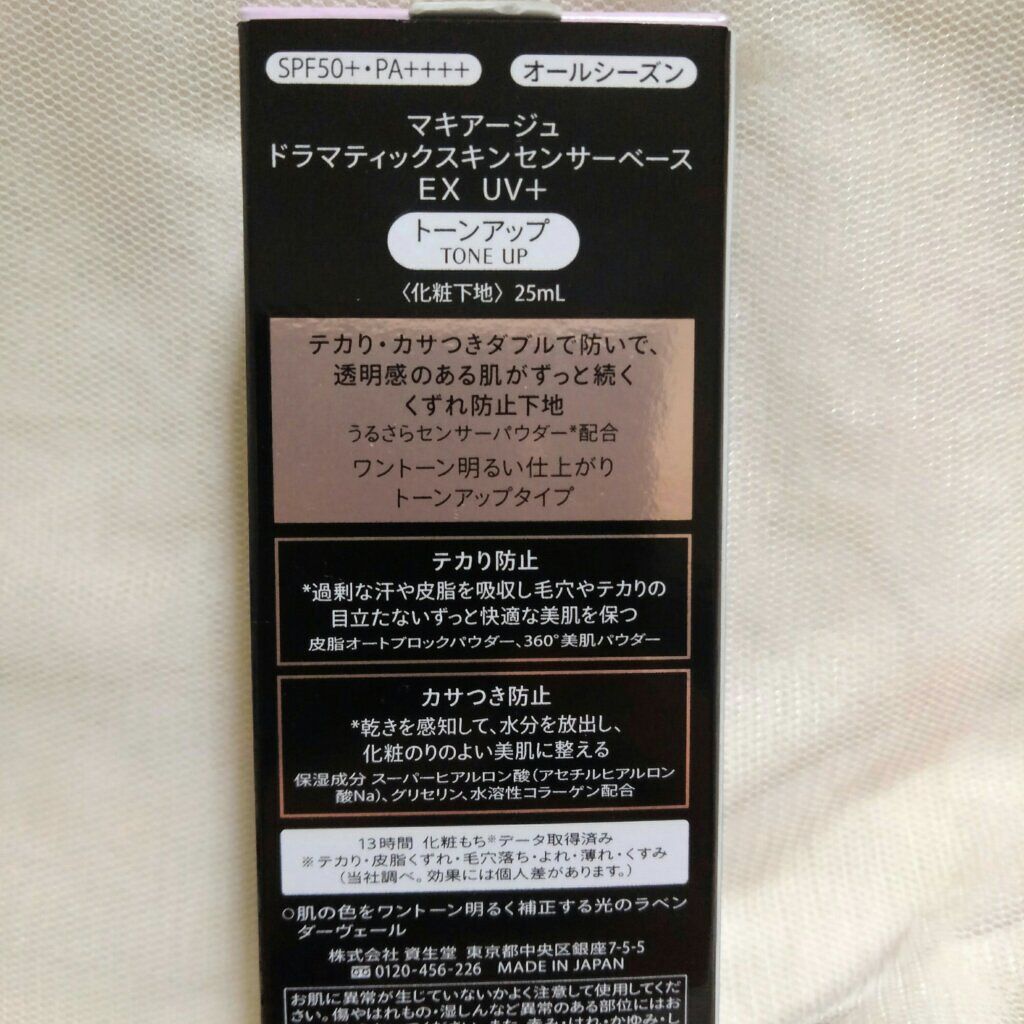 SPF50+・PA++++ オールシーズン
マキアージュ
ドラマティックスキンセンサーベース
EX UV+
トーンアップ
TONE UP
〈化粧下地〉25mL
テカり・カサつきダブルで防いで、
透明感のある肌がずっと続く
くずれ防止下地
うるさらセンサーパウダー*配合
ワントーン明るい仕上がり
トーンアップタイプ
テカり防止
*過剰な汗や皮脂を吸収し毛穴やテカりの
目立たないずっと快適な美肌を保つ
皮脂オートブロックパウダー、360°美肌パウダー
カサつき防止
*乾きを感知して、水分を放出し、
化粧のりのよい美肌に整える
保湿成分 スーパーヒアルロン酸（アセチルヒアルロン
酸Na）、グリセリン、水溶性コラーゲン配合
13時間 化粧もち※データ取得済み
※テカり・皮脂くずれ・毛穴落ち・よれ・薄れ・くすみ
（当社調べ。効果には個人差があります。）
○肌の色をワントーン明るく補正する光のラベン
ダーヴェール
株式会社 資生堂 東京都中央区銀座7-5-5
0120-456-226 MADE IN JAPAN
お肌に異常が生じていないかよく注意して使用してくだ
さい。傷やはれもの・湿しんなど異常のある部位にはお